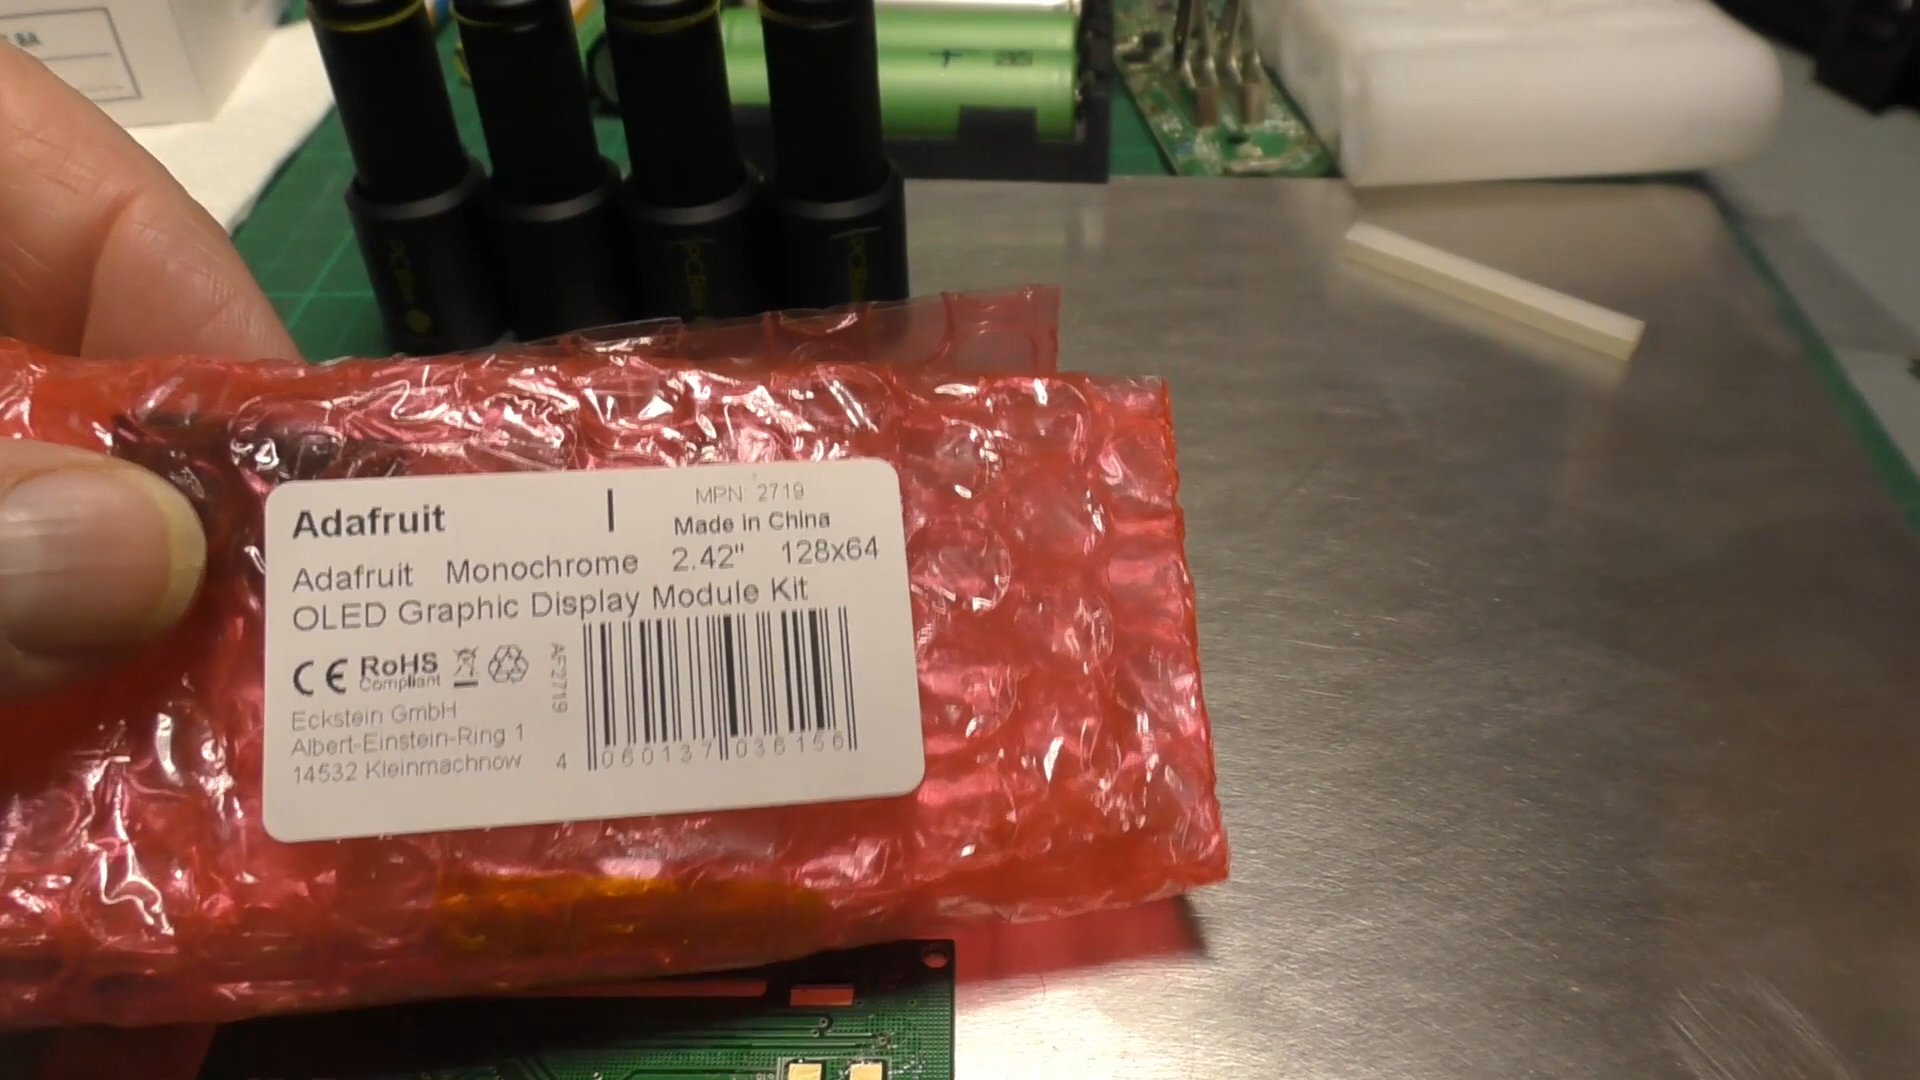 Adafruit
MPN 2719
Made in China
Adafruit Monochrome 2.42" 128x64
OLED Graphic Display Module Kit
CE RoHS
Compliant
AF2719
Eckstein GmbH
Albert-Einstein-Ring 1
14532 Kleinmachnow
4 060137 036156